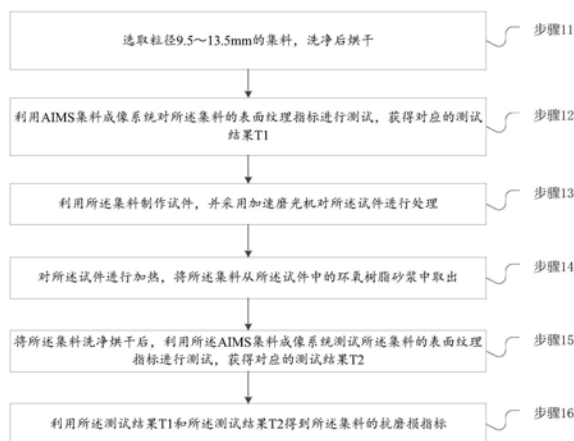 选取粒径9.5～13.5mm的集料，洗净后烘干
步骤11
利用AIMS集料成像系统对所述集料的表面纹理指标进行测试，获得对应的测试
结果T1
步骤12
利用所述集料制作试件，并采用加速磨光机对所述试件进行处理
步骤13
对所述试件进行加热，将所述集料从所述试件中的环氧树脂砂浆中取出
步骤14
将所述集料洗净烘干后，利用所述AIMS集料成像系统测试所述集料的表面纹理
指标进行测试，获得对应的测试结果T2
步骤15
利用所述测试结果T1和所述测试结果T2得到所述集料的抗磨损指标
步骤16